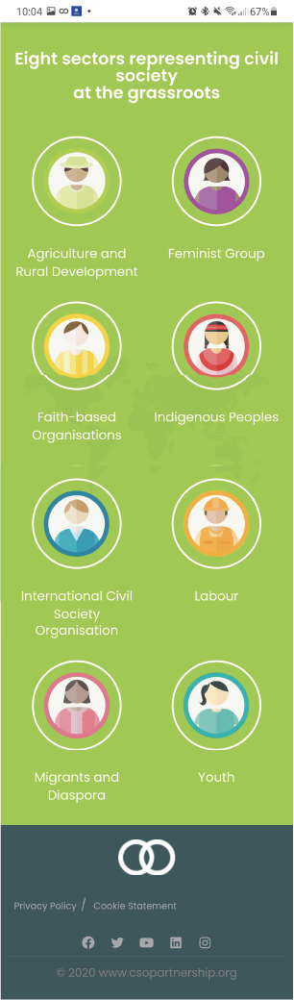 10:04
67%
Eight sectors representing civil
society
at the grassroots
Agriculture and
Rural Development
Feminist Group
Faith-based
Organisations
Indigenous Peoples
International Civil
Society
Organisation
Labour
Migrants and
Diaspora
Youth
Privacy Policy / Cookie Statement
© 2020 www.csopartnership.org